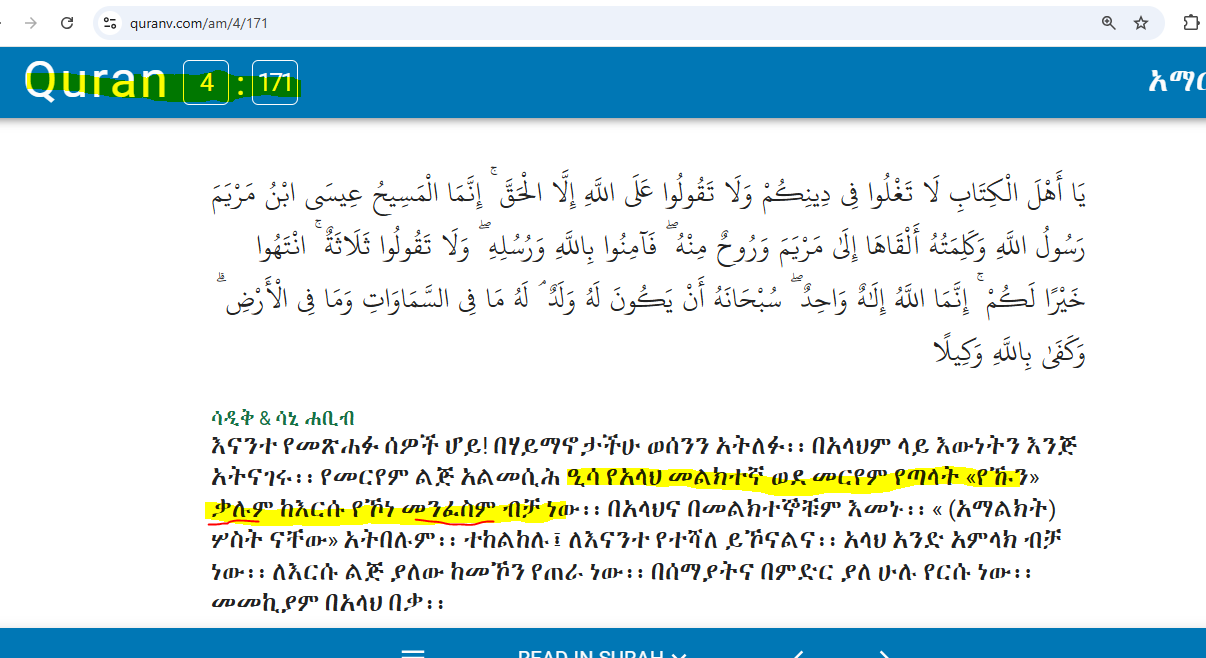 quranv.com/am/4/171
Quran 4 : 171
يَا أَهْلَ الْكِتَابِ لَا تَغْلُوا فِي دِينِكُمْ وَلَا تَقُولُوا عَلَى اللَّهِ إِلَّا الْحَقَّ ۚ إِنَّمَا الْمَسِيحُ عِيسَى ابْنُ مَرْيَمَ
رَسُولُ اللَّهِ وَكَلِمَتُهُ أَلْقَاهَا إِلَىٰ مَرْيَمَ وَرُوحٌ مِنْهُ ۖ فَآمِنُوا بِاللَّهِ وَرُسُلِهِ ۖ وَلَا تَقُولُوا ثَلَاثَةٌ ۚ انْتَهُوا
خَيْرًا لَكُمْ ۚ إِنَّمَا اللَّهُ إِلَٰهٌ وَاحِدٌ ۖ سُبْحَانَهُ أَنْ يَكُونَ لَهُ وَلَدٌ ۘ لَهُ مَا فِي السَّمَاوَاتِ وَمَا فِي الْأَرْضِ ۗ
وَكَفَىٰ بِاللَّهِ وَكِيلًا
ሳዲቅ & ሳኒ ሐቢብ
እናንተ የመጽሐፉ ሰዎች ሆይ! በሃይማኖታችሁ ወሰንን አትለፉ፡፡ በአላህም ላይ እውነትን እንጅ
አትናገሩ፡፡ የመርየም ልጅ አልመሲሕ ዒሳ የአላህ መልክተኛ ወደ መርየም የጣላት «የኹን»
ቃሉም ከእርሱ የኾነ መንፈስም ብቻ ነው፡፡ በአላህና በመልክተኞቹም እመኑ፡፡ « (አማልክት)
ሦስት ናቸው» አትበሉም፡፡ ተከልከሉ፤ ለእናንተ የተሻለ ይኾናልና፡፡ አላህ አንድ አምላክ ብቻ
ነው፡፡ ለእርሱ ልጅ ያለው ከመኾን የጠራ ነው፡፡ በሰማያትና በምድር ያለ ሁሉ የርሱ ነው፡፡
መመኪያም በአላህ በቃ፡፡
READ IN SURAH